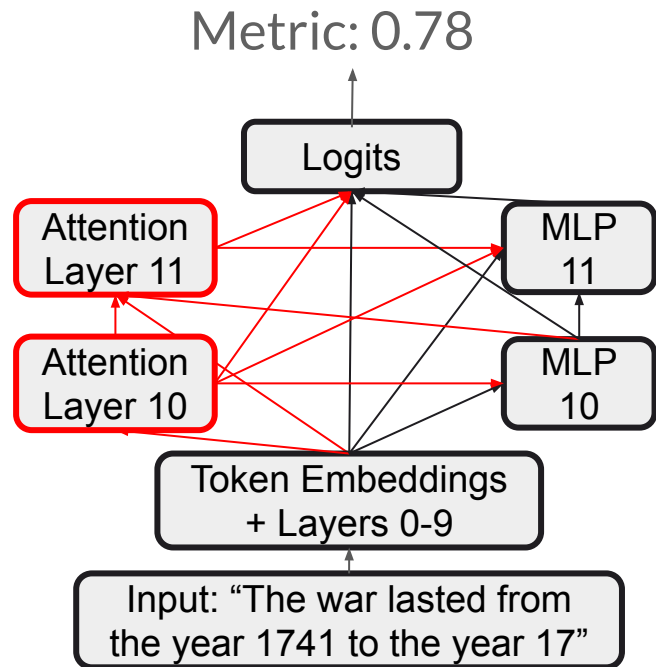 Metric: 0.78
Logits
Attention
Layer 11
MLP
11
Attention
Layer 10
MLP
10
Token Embeddings
+ Layers 0-9
Input: “The war lasted from
the year 1741 to the year 17”